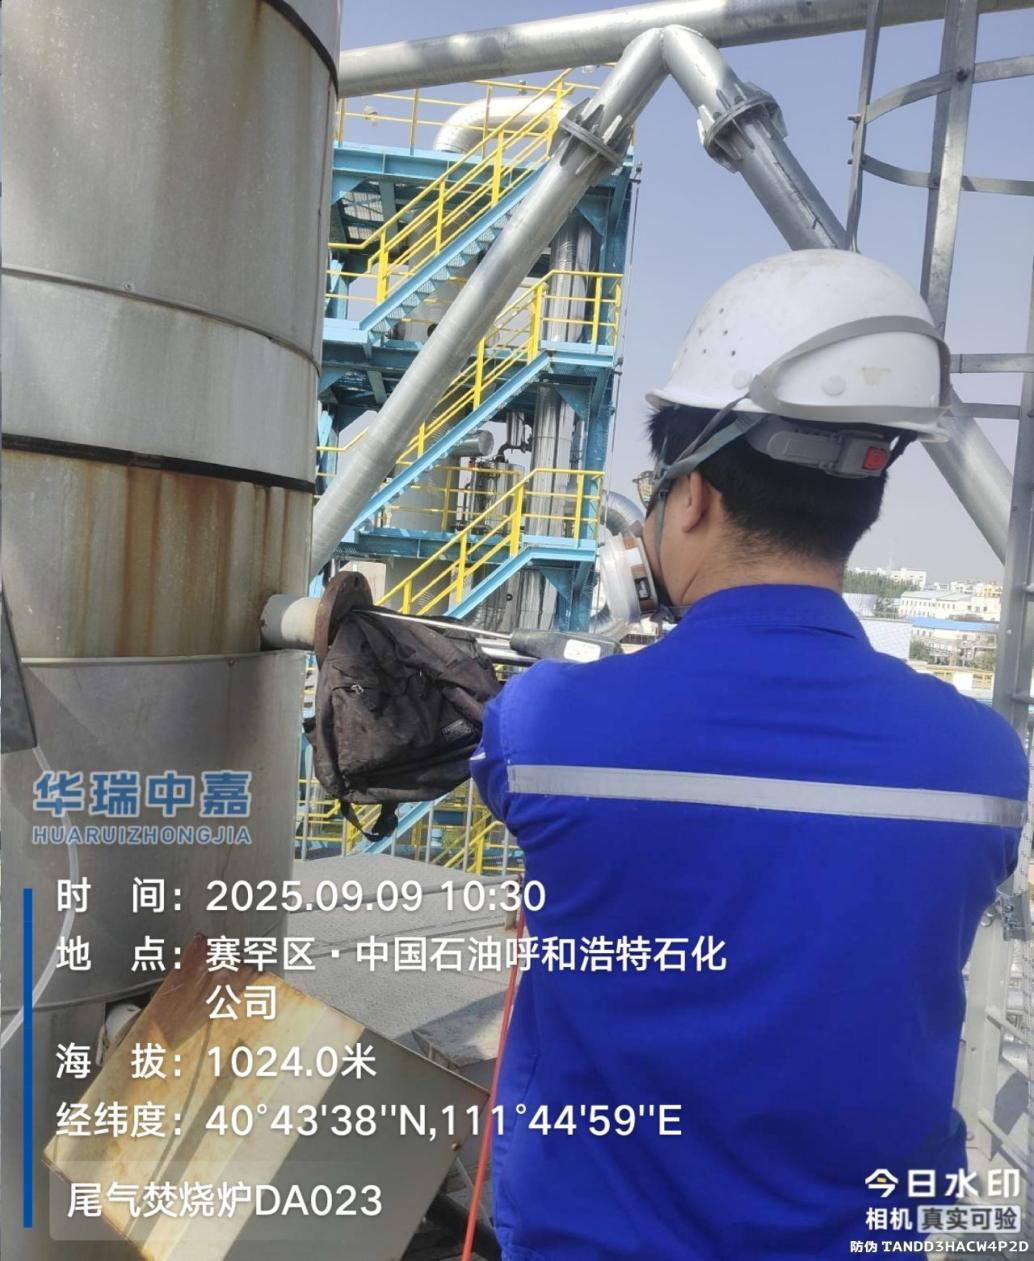 华瑞中嘉
HUARUIZHONGJIA
时 间：2025.09.09 10:30
地 点：赛罕区·中国石油呼和浩特石化
公司
海 拔：1024.0米
经纬度：40°43'38''N,111°44'59''E
尾气焚烧炉DA023
今日水印
相机 真实可验
防伪 TANDD3HACW4P2D